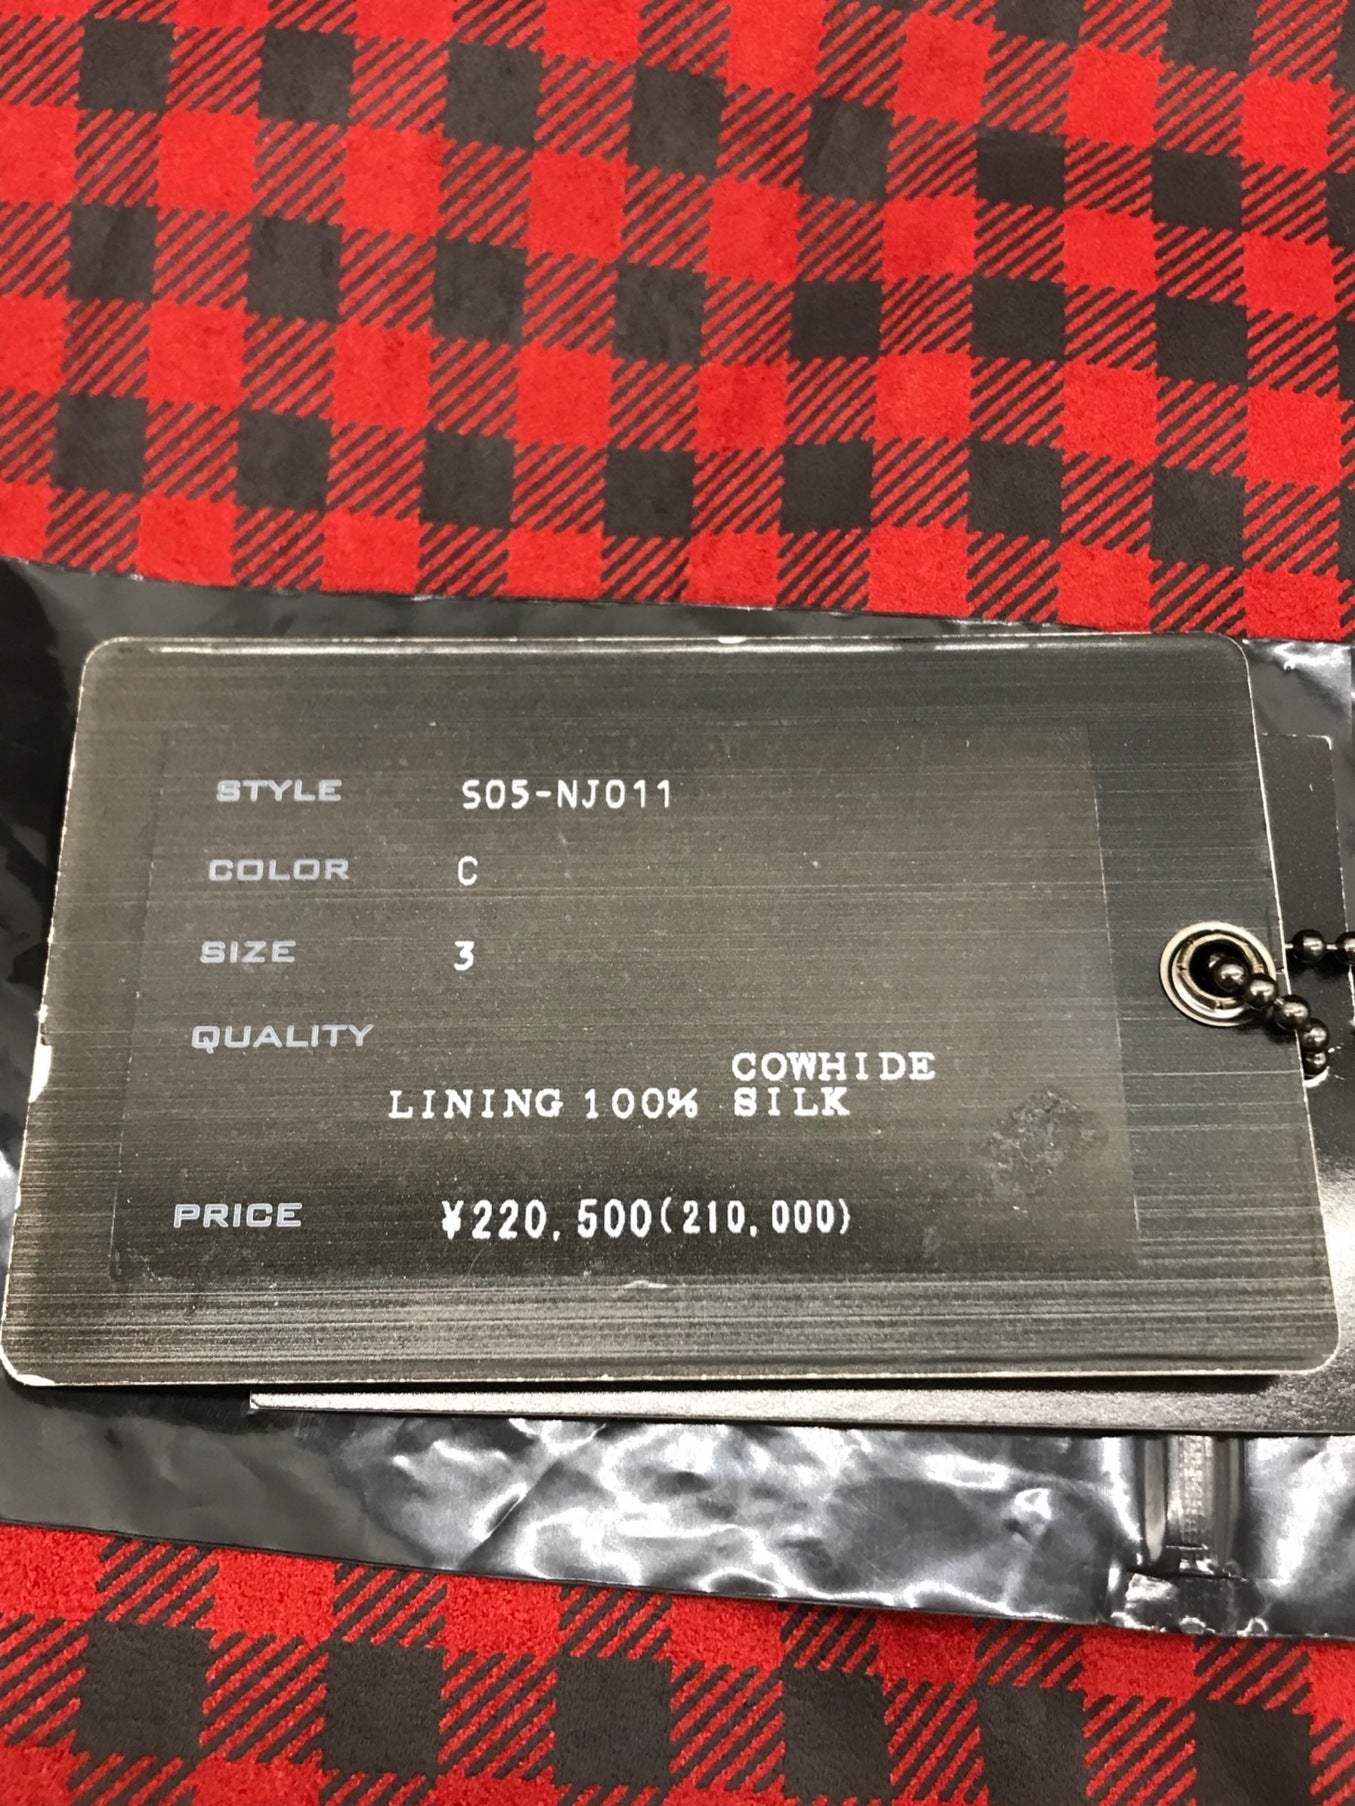 STYLE S05-NJ011
COLOR C
SIZE 3
QUALITY
COWHIDE
LINING 100% SILK
PRICE ¥220,500(210,000)